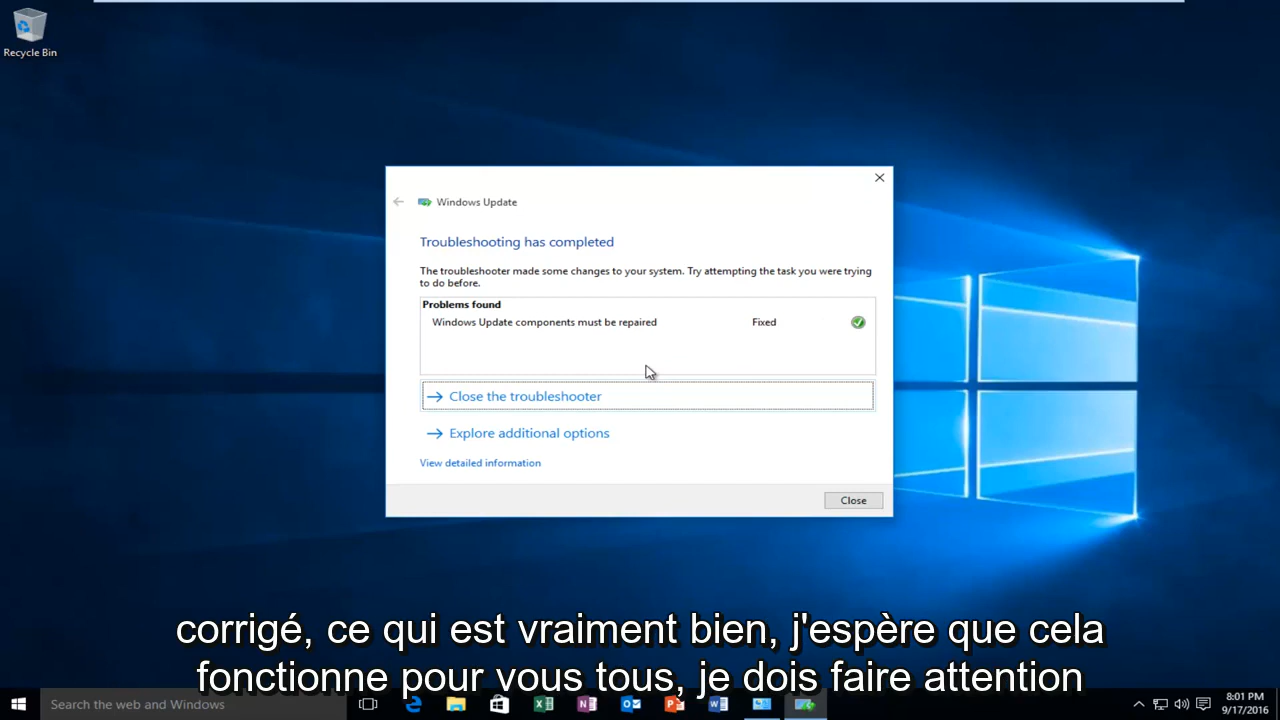 Recycle Bin
Windows Update
Troubleshooting has completed
The troubleshooter made some changes to your system. Try attempting the task you were trying
to do before.
Problems found
Windows Update components must be repaired Fixed
Close the troubleshooter
Explore additional options
View detailed information
Close
corrigé, ce qui est vraiment bien, j'espère que cela
fonctionne pour vous tous, je dois faire attention
Search the web and Windows
8:01 PM
9/17/2016